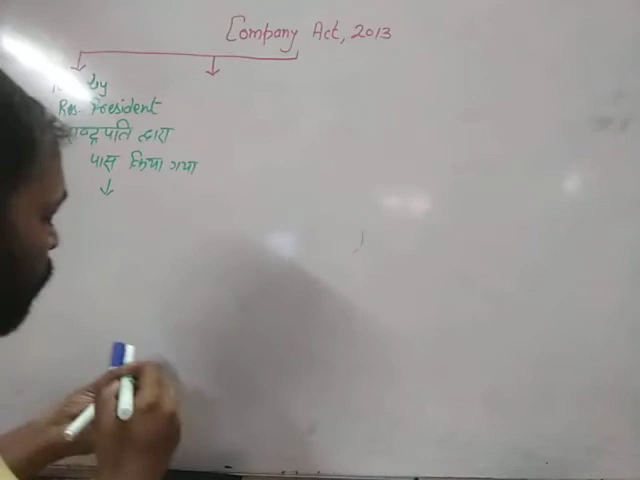 Company Act, 2013
by
Res. President
राष्ट्रपति द्वारा
पास किया गया